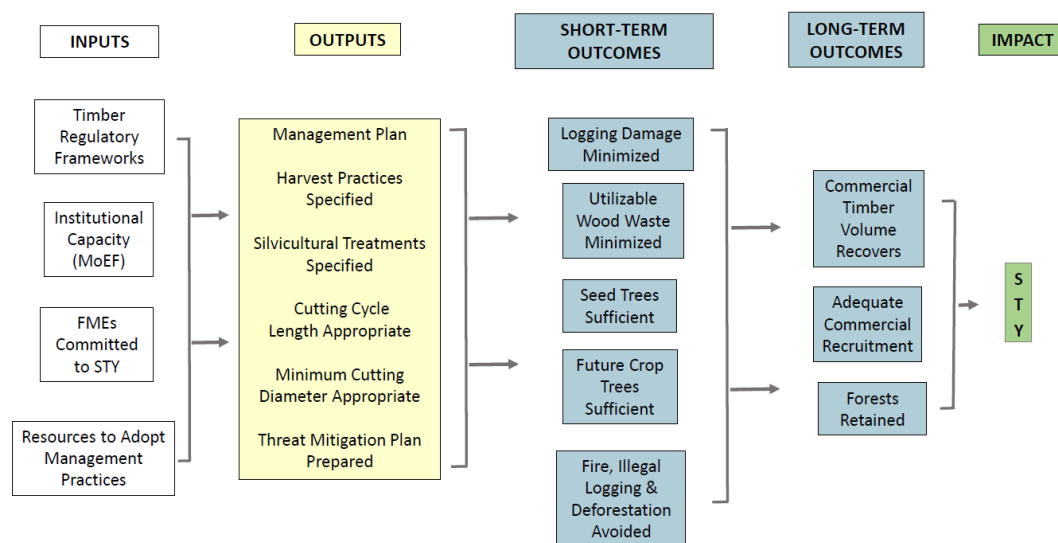 INPUTS
OUTPUTS
SHORT-TERM
OUTCOMES
LONG-TERM
OUTCOMES
IMPACT
Timber
Regulatory
Frameworks
Institutional
Capacity
(MoEF)
FMEs
Committed
to STY
Resources to Adopt
Management
Practices
Management Plan
Harvest Practices
Specified
Silvicultural Treatments
Specified
Cutting Cycle
Length Appropriate
Minimum Cutting
Diameter Appropriate
Threat Mitigation Plan
Prepared
Logging Damage
Minimized
Utilizable
Wood Waste
Minimized
Seed Trees
Sufficient
Future Crop
Trees
Sufficient
Fire, Illegal
Logging &
Deforestation
Avoided
Commercial
Timber
Volume
Recovers
Adequate
Commercial
Recruitment
Forests
Retained
S
T
Y